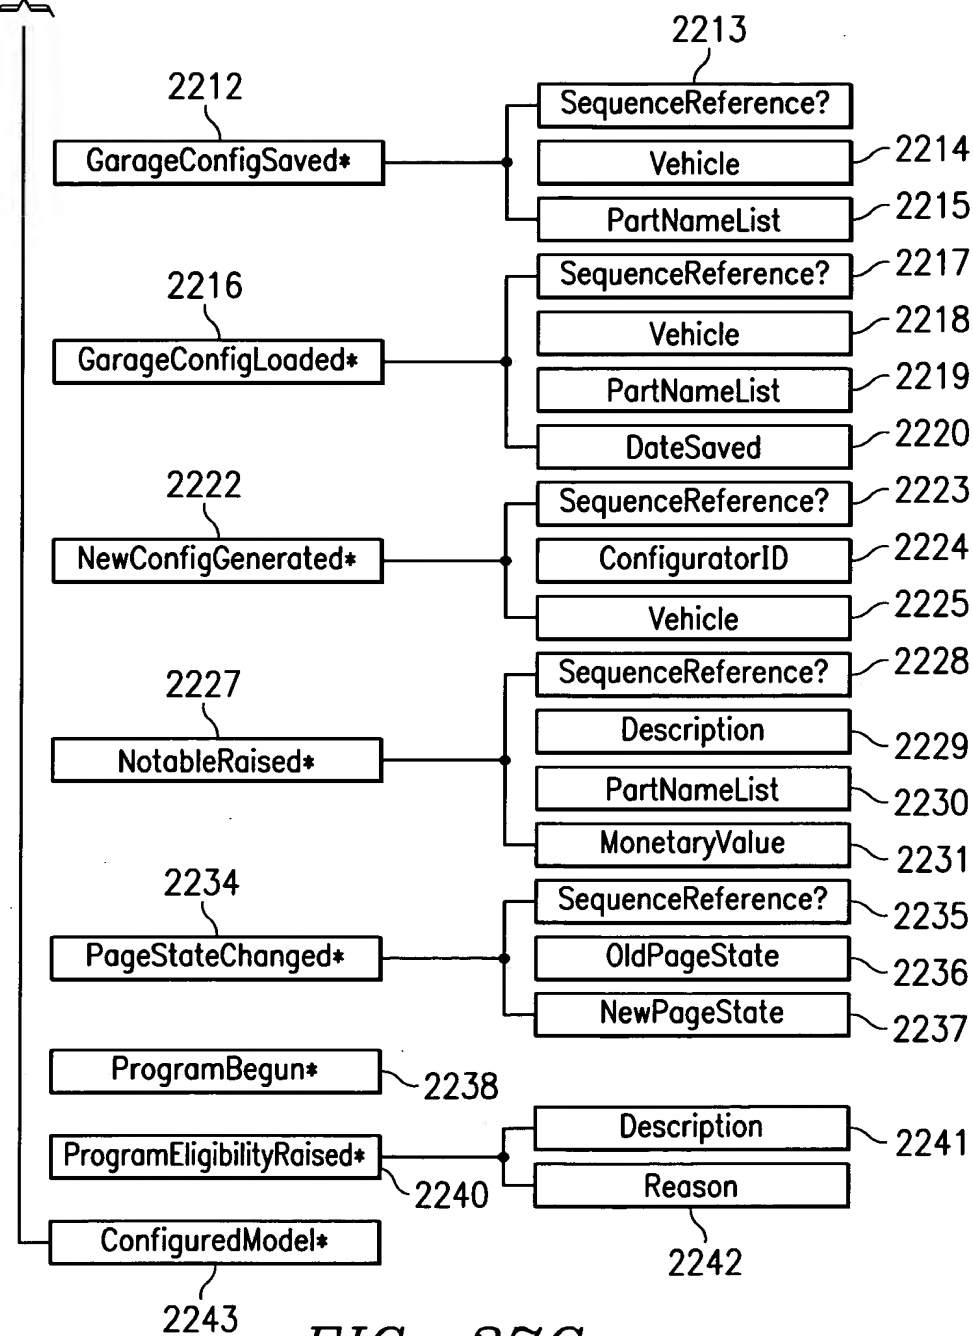 2213
2212
SequenceReference?
GarageConfigSaved*
Vehicle
2214
PartNameList
2215
SequenceReference?
2217
2216
Vehicle
2218
GarageConfigLoaded*
PartNameList
2219
DateSaved
2220
2222
SequenceReference?
2223
NewConfigGenerated*
ConfiguratorID
2224
Vehicle
2225
SequenceReference?
2228
2227
Description
2229
NotableRaised*
PartNameList
2230
MonetaryValue
2231
2234
SequenceReference?
2235
PageStateChanged*
OldPageState
2236
NewPageState
2237
ProgramBegun*
2238
Description
2241
ProgramEligibilityRaised*
2240
Reason
2242
ConfiguredModel*
2243